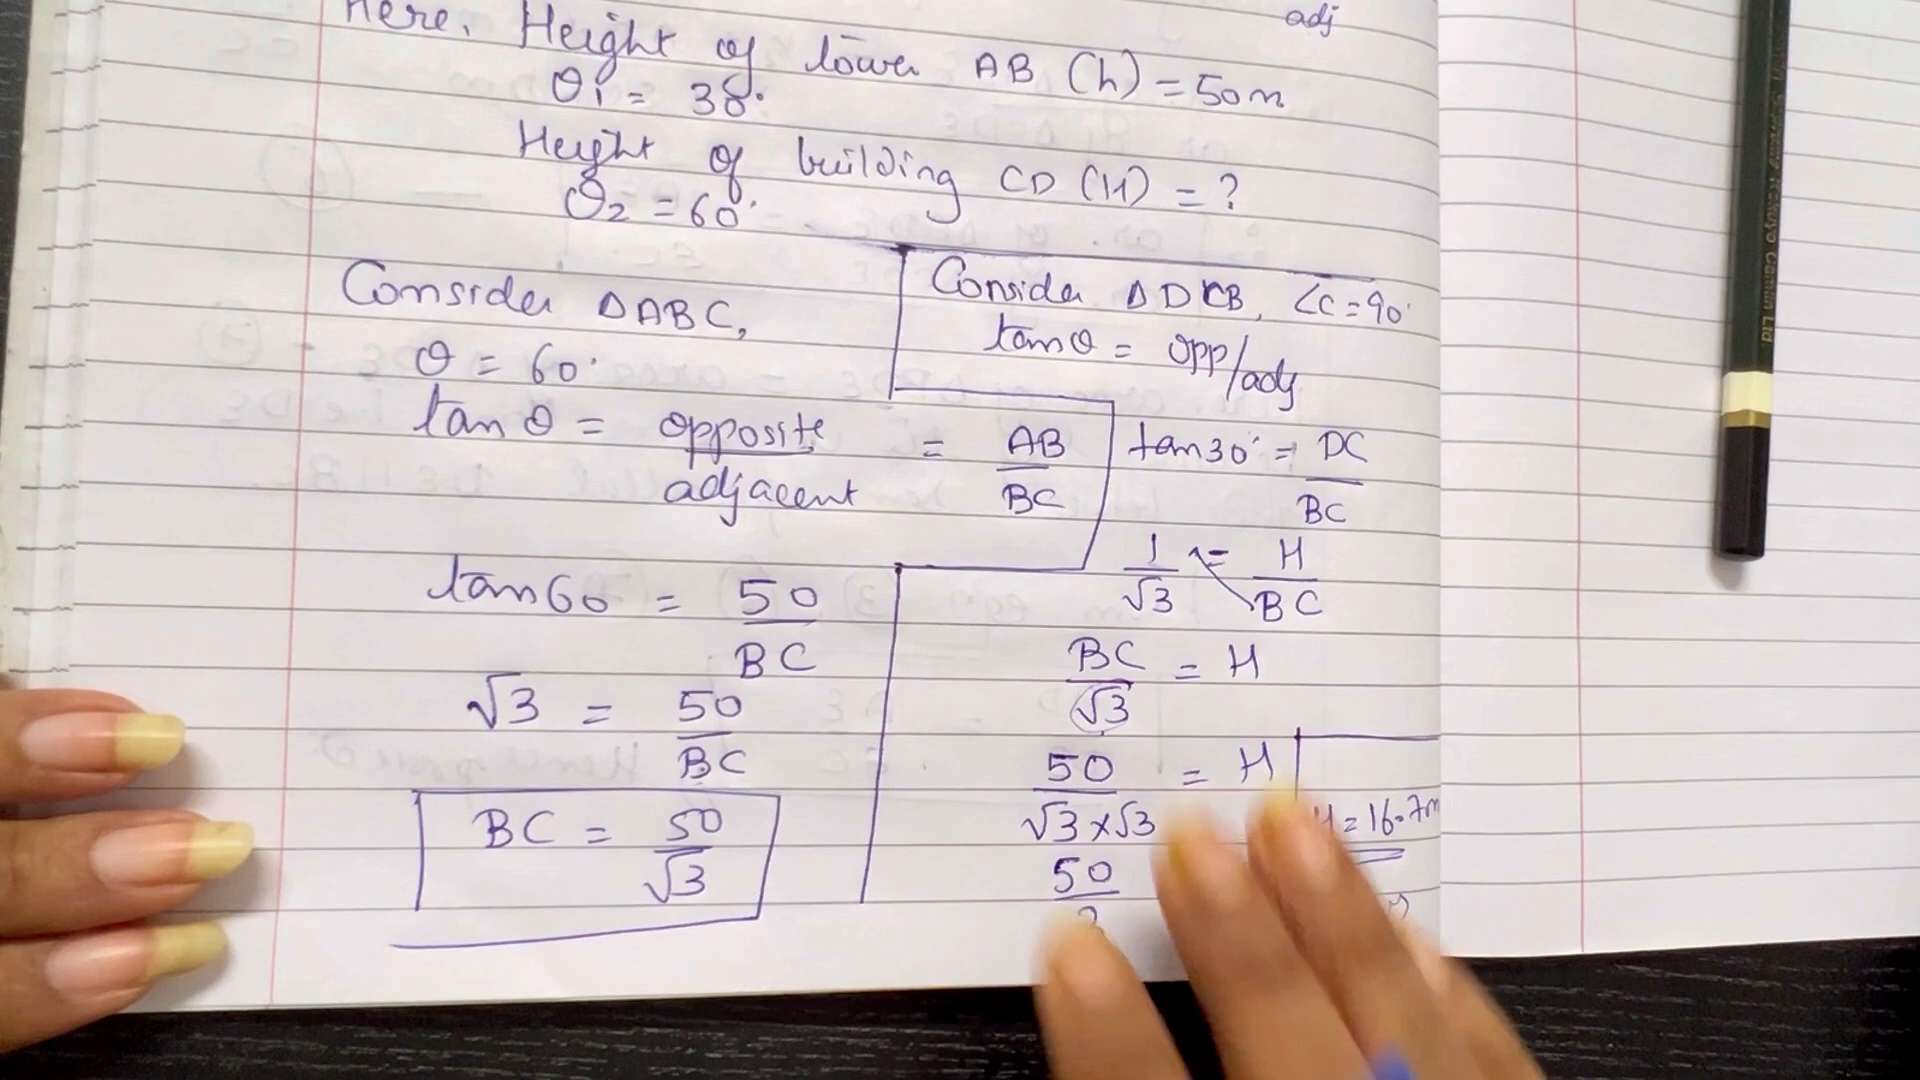 adj
Here, Height of tower AB (h) = 50m
θ₁ = 30°
Height of building CD (H) = ?
θ₂ = 60°
Consider ΔABC,
θ = 60°
tan θ = opposite/adjacent = AB/BC
tan 60 = 50/BC
√3 = 50/BC
BC = 50/√3
Consider ΔDCB, ∠C = 90°
tan θ = opp/adj
tan 30° = DC/BC
1/√3 = H/BC
BC/√3 = H
50/√3 × √3 = H
50
H = 16.7m
Camlin Ltd